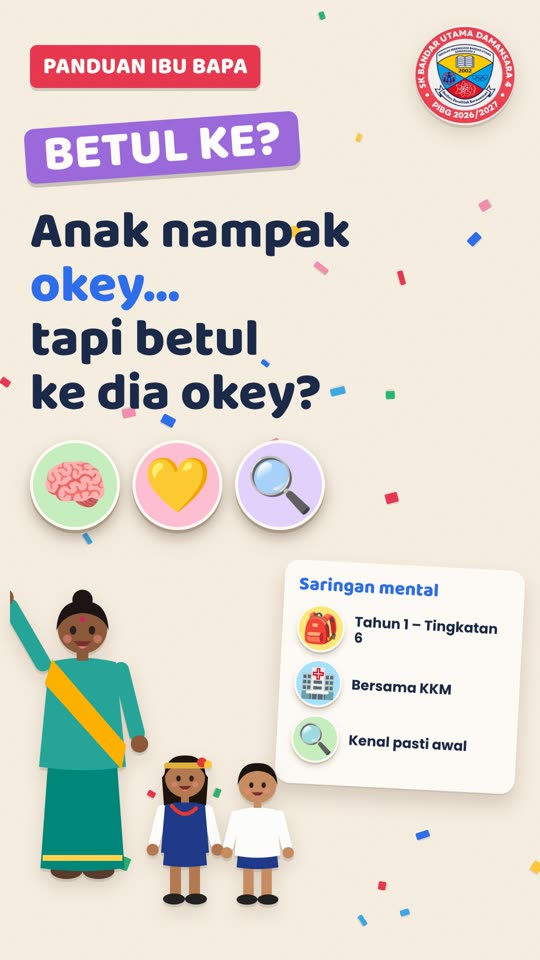 PANDUAN IBU BAPA
SK BANDAR UTAMA DAMANSARA 4
2002
PIBG 2026/2027
BETUL KE?
Anak nampak
okey...
tapi betul
ke dia okey?
Saringan mental
Tahun 1 – Tingkatan
6
Bersama KKM
Kenal pasti awal